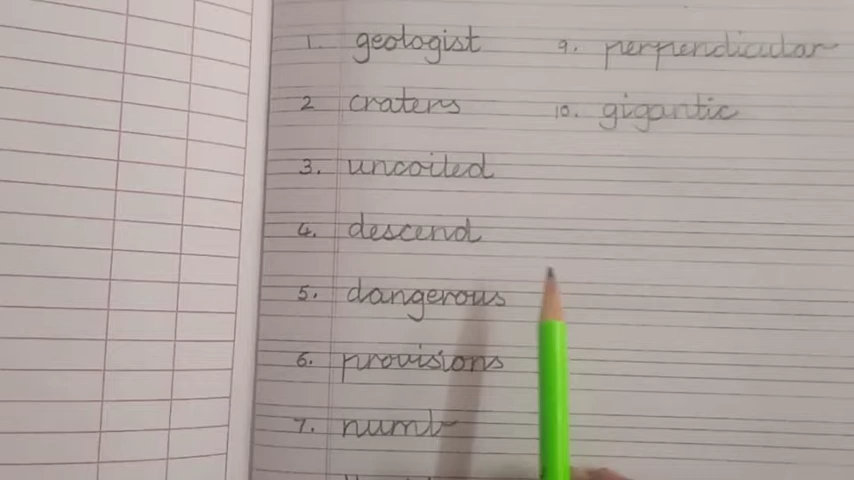 1. geologist
2 craters
3. uncoiled
4. descend
5. dangerous
6. provisions
7. numb
9. perpendicular
10. gigantic